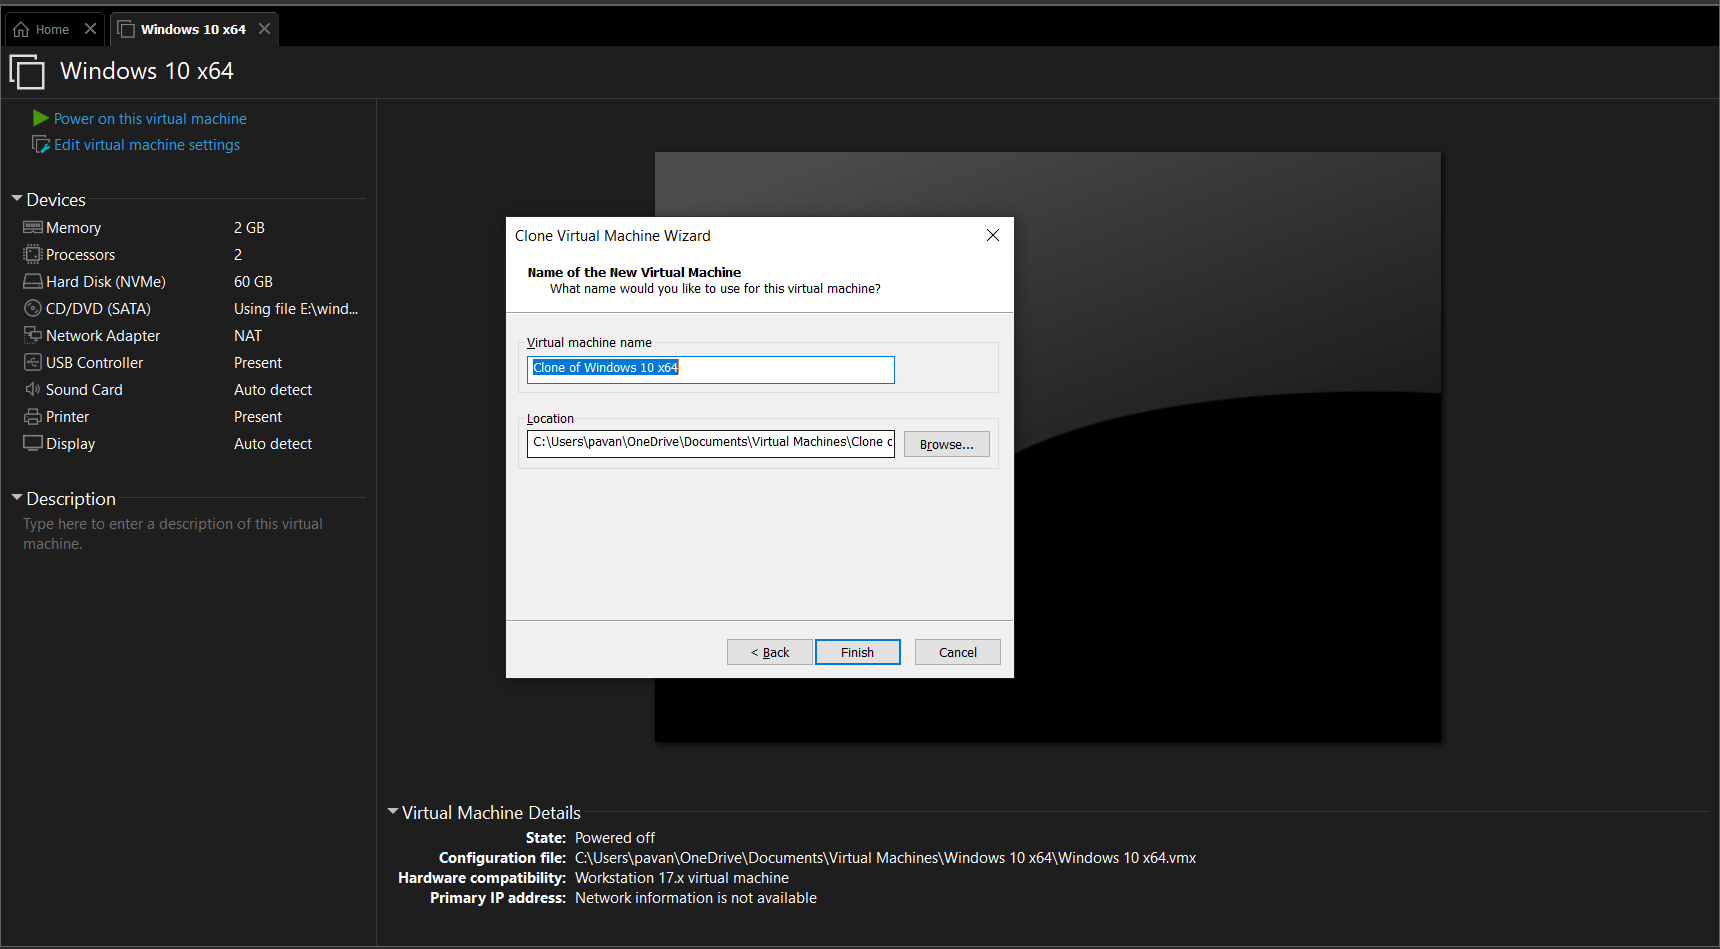 Home
Windows 10 x64
Windows 10 x64
Power on this virtual machine
Edit virtual machine settings
Devices
Memory 2 GB
Processors 2
Hard Disk (NVMe) 60 GB
CD/DVD (SATA) Using file E:\wind...
Network Adapter NAT
USB Controller Present
Sound Card Auto detect
Printer Present
Display Auto detect
Description
Type here to enter a description of this virtual
machine.
Clone Virtual Machine Wizard
Name of the New Virtual Machine
What name would you like to use for this virtual machine?
Virtual machine name
Clone of Windows 10 x64
Location
C:\Users\pavan\OneDrive\Documents\Virtual Machines\Clone c
Browse...
< Back Finish Cancel
Virtual Machine Details
State: Powered off
Configuration file: C:\Users\pavan\OneDrive\Documents\Virtual Machines\Windows 10 x64\Windows 10 x64.vmx
Hardware compatibility: Workstation 17.x virtual machine
Primary IP address: Network information is not available